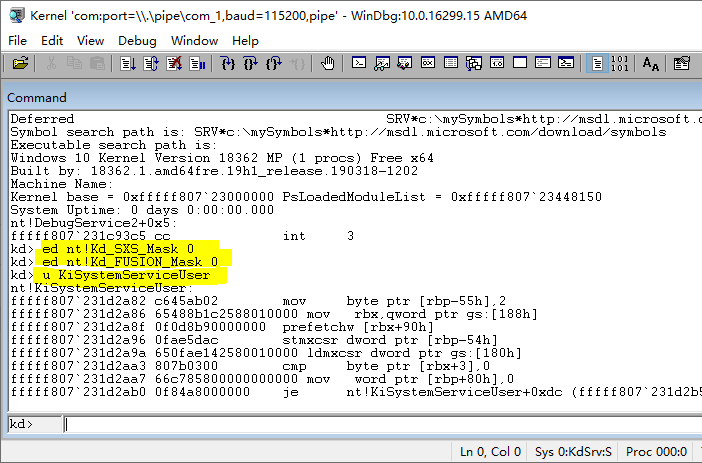 Kernel 'com:port=\\.\pipe\com_1,baud=115200,pipe' - WinDbg:10.0.16299.15 AMD64
File Edit View Debug Window Help
Command
Deferred SRV*c:\mySymbols*http://msdl.microsoft.c
Symbol search path is: SRV*c:\mySymbols*http://msdl.microsoft.com/download/symbols
Executable search path is:
Windows 10 Kernel Version 18362 MP (1 procs) Free x64
Built by: 18362.1.amd64fre.19h1_release.190318-1202
Machine Name:
Kernel base = 0xfffff807`23000000 PsLoadedModuleList = 0xfffff807`23448150
System Uptime: 0 days 0:00:00.000
nt!DebugService2+0x5:
fffff807`231c93c5 cc int 3
kd> ed nt!Kd_SXS_Mask 0
kd> ed nt!Kd_FUSION_Mask 0
kd> u KiSystemServiceUser
nt!KiSystemServiceUser:
fffff807`231d2a82 c645ab02 mov byte ptr [rbp-55h],2
fffff807`231d2a86 65488b1c2588010000 mov rbx,qword ptr gs:[188h]
fffff807`231d2a8f 0f0d8b90000000 prefetchw [rbx+90h]
fffff807`231d2a96 0fae5dac stmxcsr dword ptr [rbp-54h]
fffff807`231d2a9a 650fae142580010000 ldmxcsr dword ptr gs:[180h]
fffff807`231d2aa3 807b0300 cmp byte ptr [rbx+3],0
fffff807`231d2aa7 66c785800000000000 mov word ptr [rbp+80h],0
fffff807`231d2ab0 0f84a8000000 je nt!KiSystemServiceUser+0xdc (fffff807`231d2b5
kd>
Ln 0, Col 0 Sys 0:KdSrv:S Proc 000:0